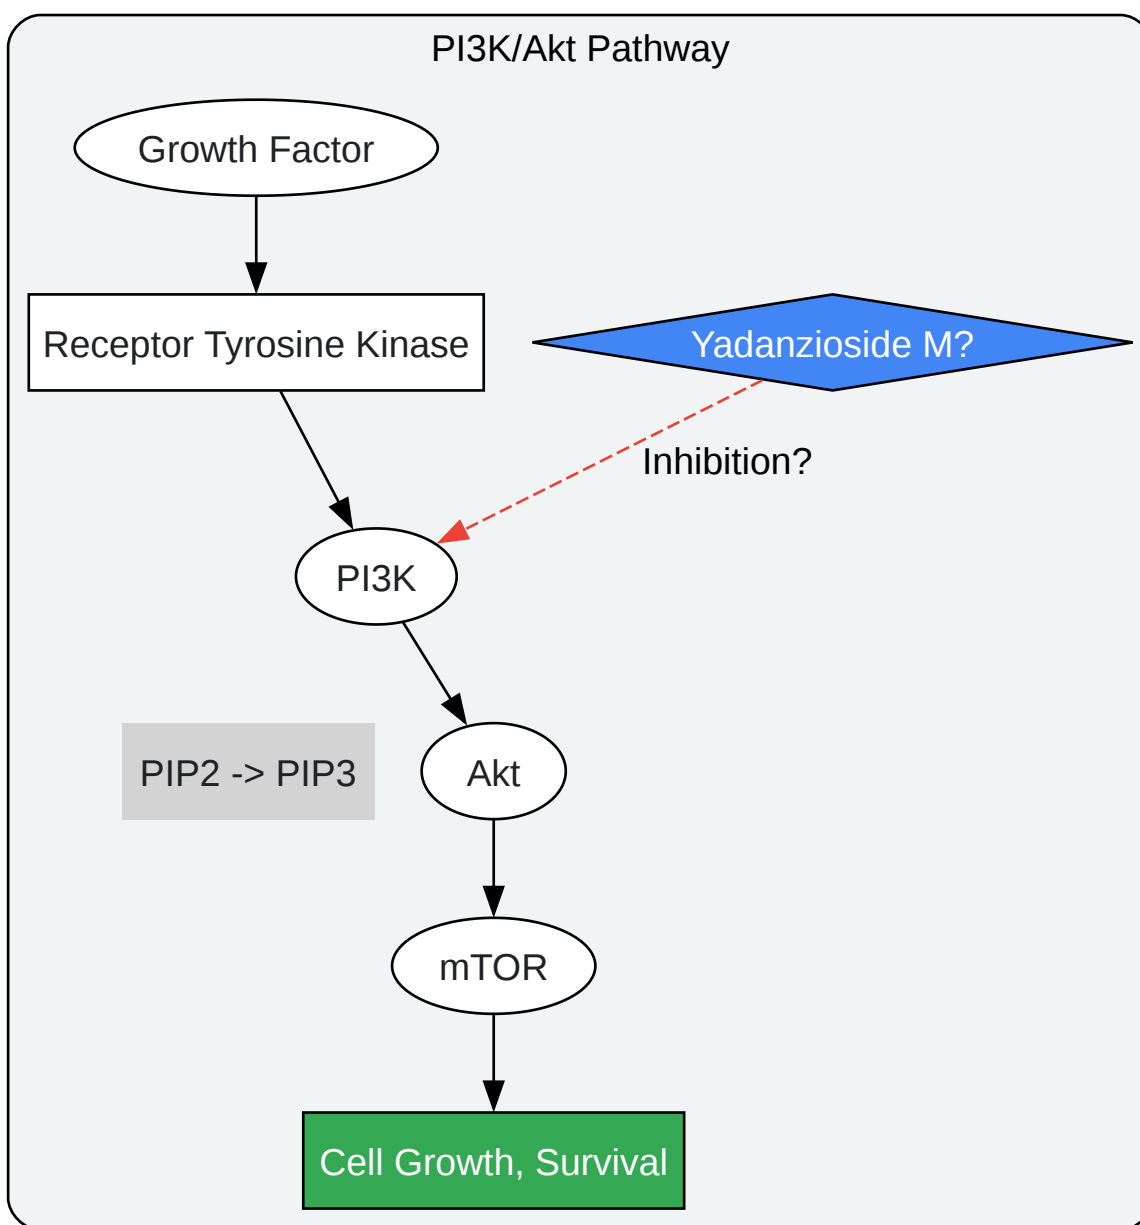 PI3K/Akt Pathway
Growth Factor
Receptor Tyrosine Kinase
Yadanzioside M?
Inhibition?
PI3K
PIP2 -> PIP3
Akt
mTOR
Cell Growth, Survival